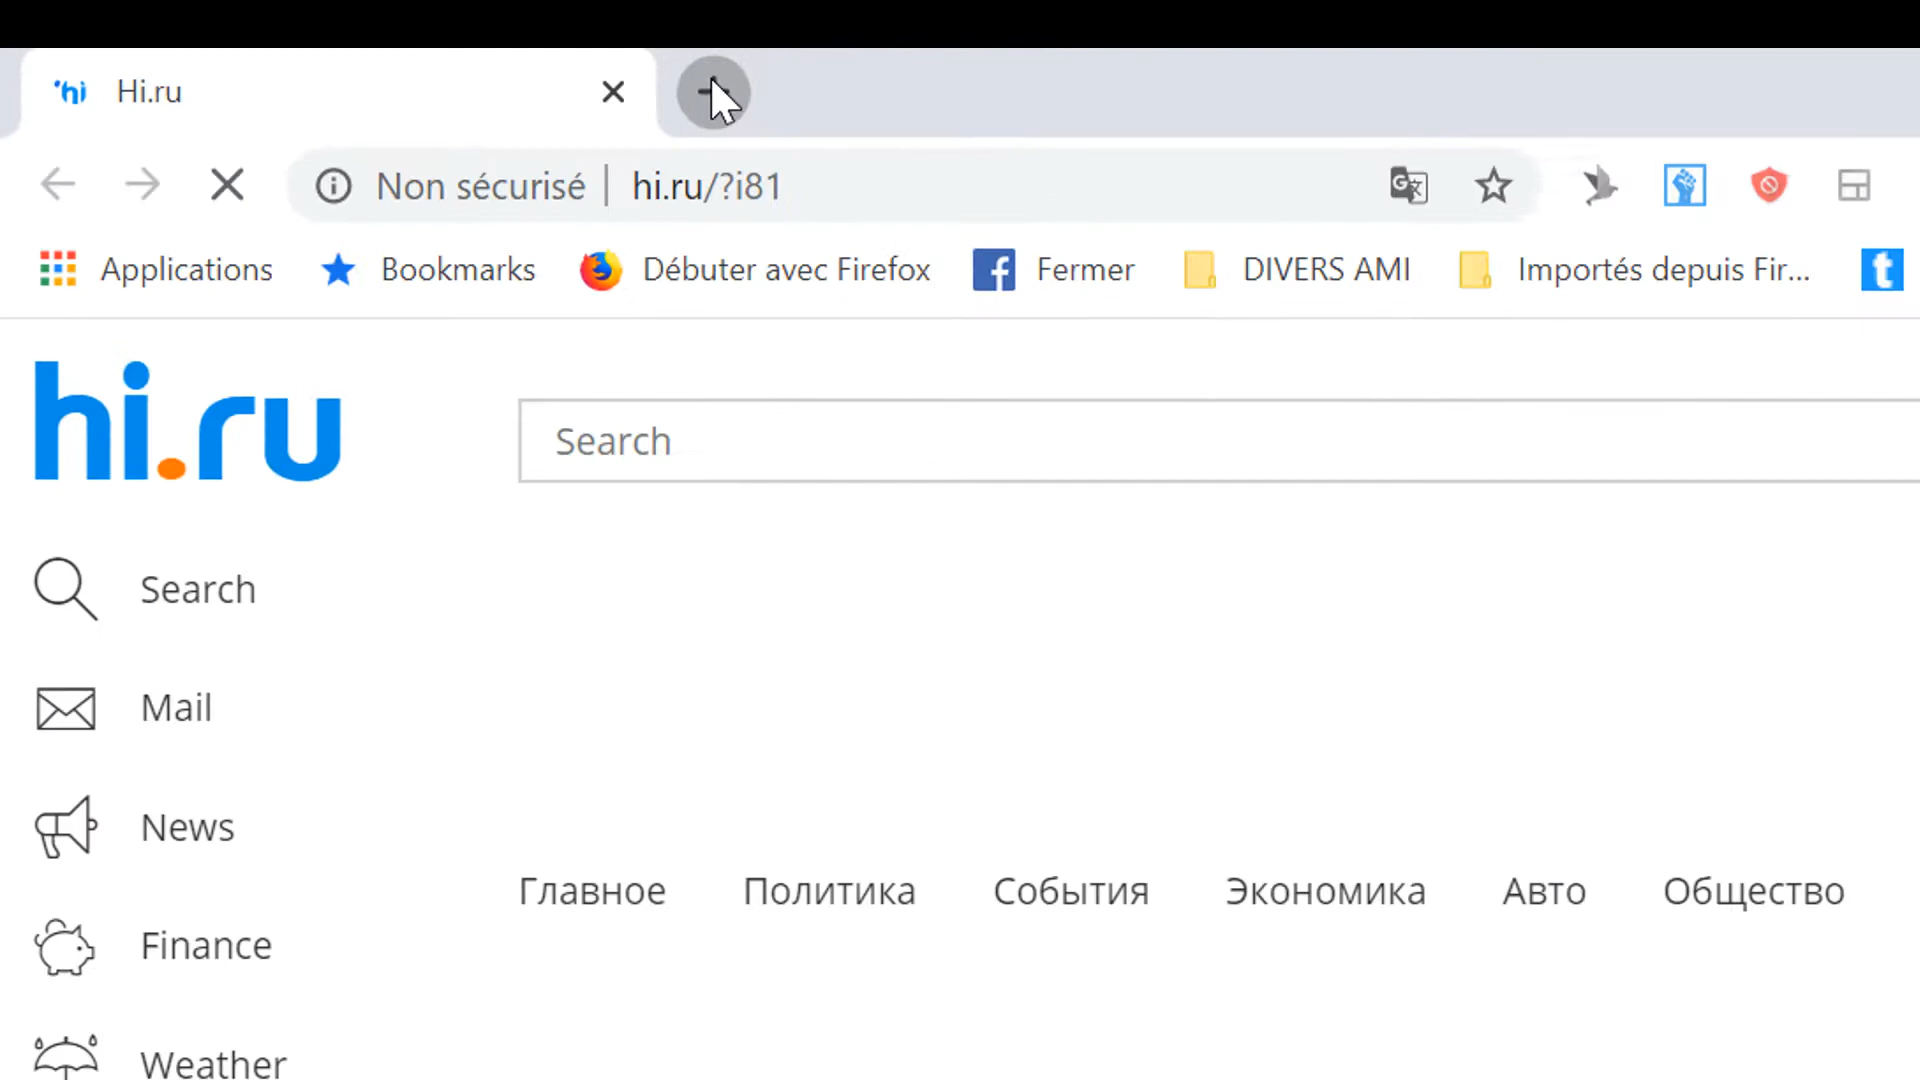 hi Hi.ru
Non sécurisé | hi.ru/?i81
Applications Bookmarks Débuter avec Firefox Fermer DIVERS AMI Importés depuis Fir...
hi.ru
Search
Search
Mail
News
Главное Политика События Экономика Авто Общество
Finance
Weather